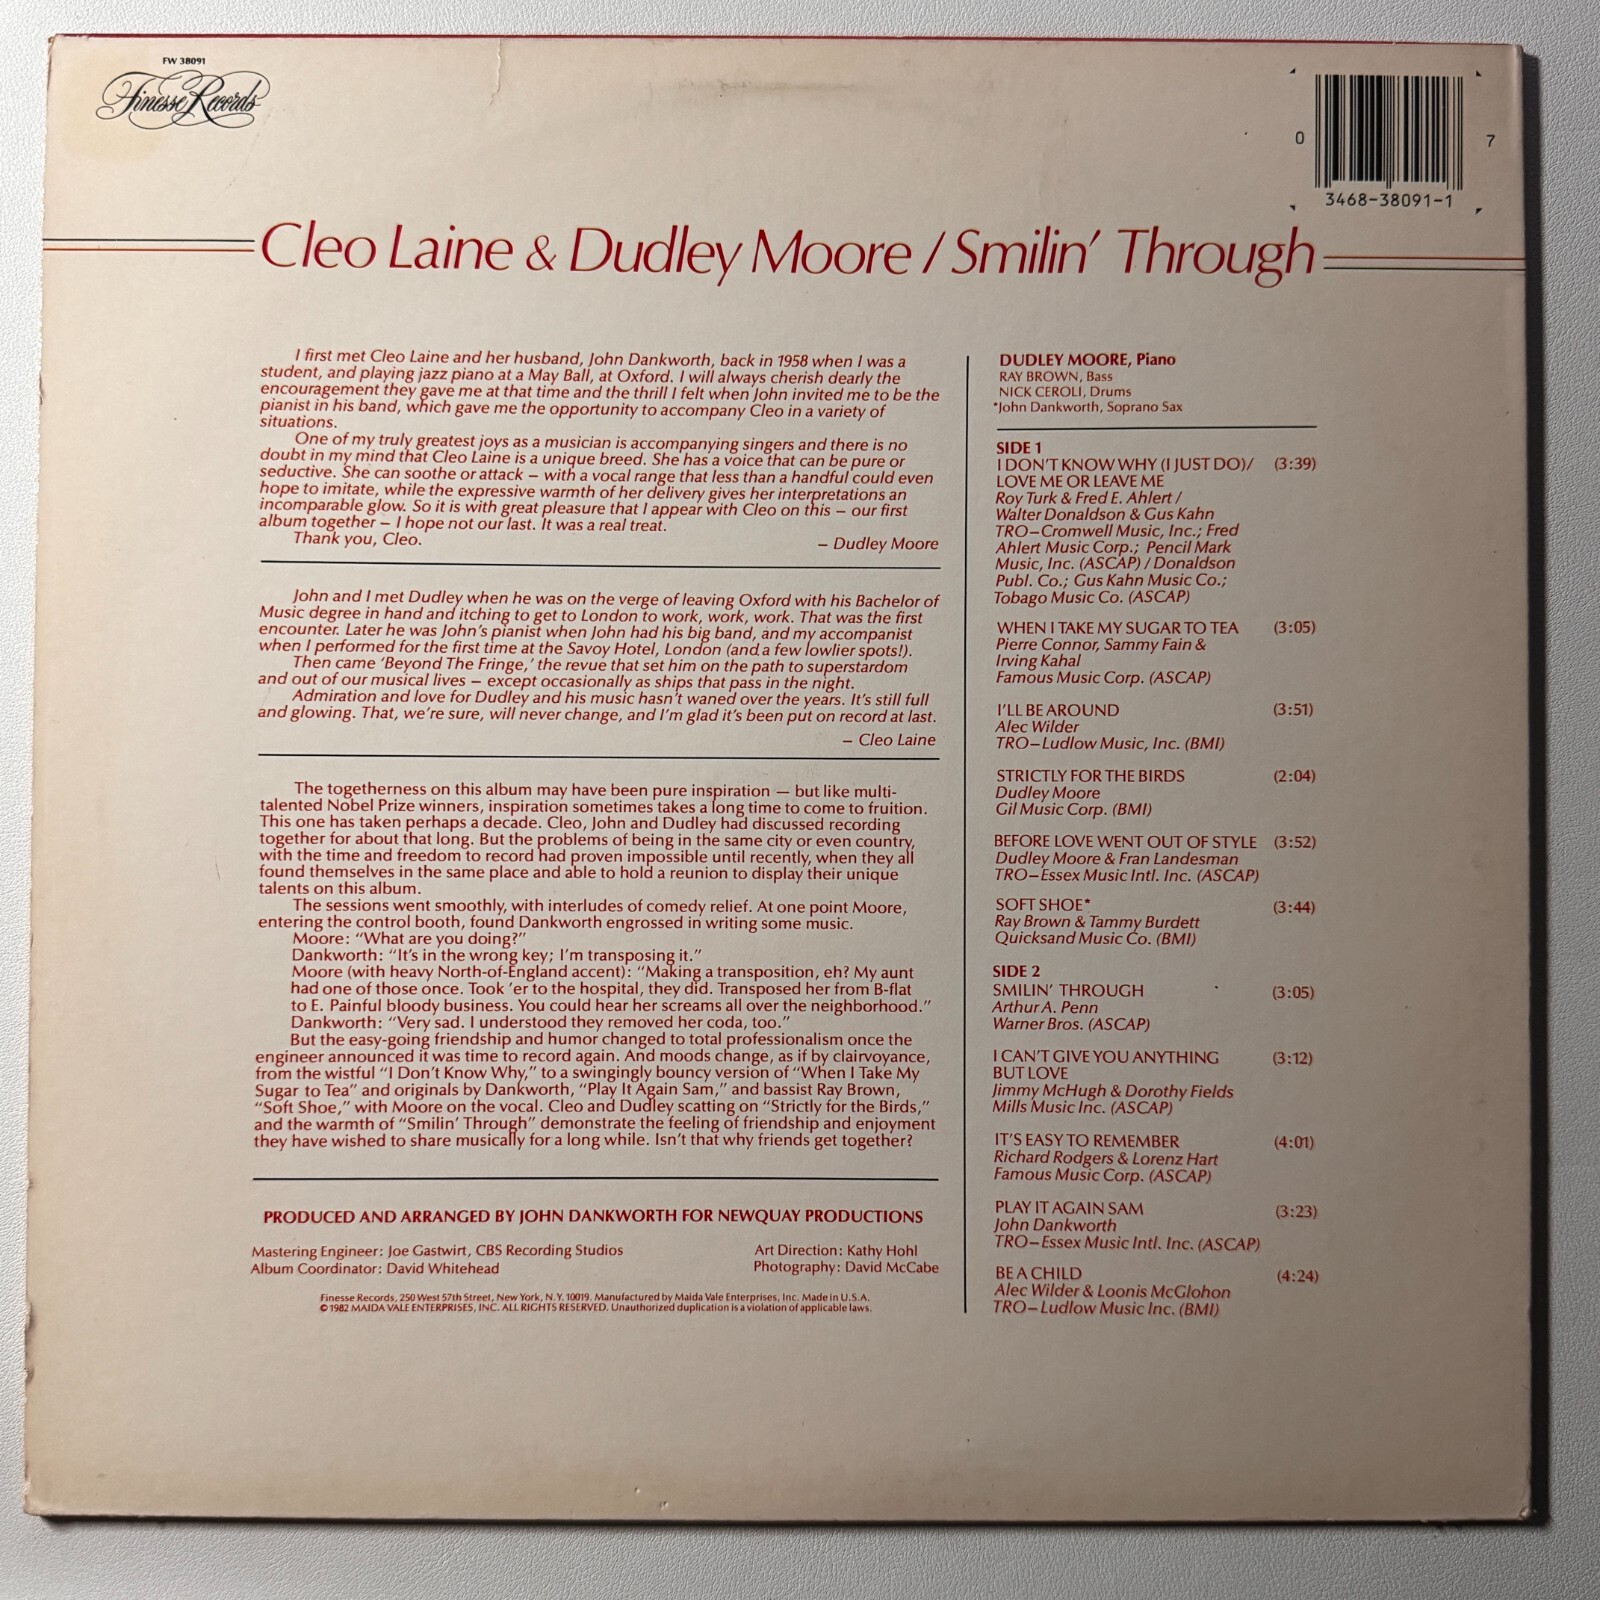 FW 38091
Finesse Records
0
7
3468-38091-1
Cleo Laine & Dudley Moore / Smilin' Through
I first met Cleo Laine and her husband, John Dankworth, back in 1958 when I was a
student, and playing jazz piano at a May Ball, at Oxford. I will always cherish dearly the
encouragement they gave me at that time and the thrill I felt when John invited me to be the
pianist in his band, which gave me the opportunity to accompany Cleo in a variety of
situations.
One of my truly greatest joys as a musician is accompanying singers and there is no
doubt in my mind that Cleo Laine is a unique breed. She has a voice that can be pure or
seductive. She can soothe or attack – with a vocal range that less than a handful could even
hope to imitate, while the expressive warmth of her delivery gives her interpretations an
incomparable glow. So it is with great pleasure that I appear with Cleo on this – our first
album together – I hope not our last. It was a real treat.
Thank you, Cleo.
– Dudley Moore
John and I met Dudley when he was on the verge of leaving Oxford with his Bachelor of
Music degree in hand and itching to get to London to work, work, work. That was the first
encounter. Later he was John's pianist when John had his big band, and my accompanist
when I performed for the first time at the Savoy Hotel, London (and a few lowlier spots!).
Then came 'Beyond The Fringe,' the revue that set him on the path to superstardom
and out of our musical lives – except occasionally as ships that pass in the night.
Admiration and love for Dudley and his music hasn't waned over the years. It's still full
and glowing. That, we're sure, will never change, and I'm glad it's been put on record at last.
– Cleo Laine
The togetherness on this album may have been pure inspiration — but like multi-
talented Nobel Prize winners, inspiration sometimes takes a long time to come to fruition.
This one has taken perhaps a decade. Cleo, John and Dudley had discussed recording
together for about that long. But the problems of being in the same city or even country,
with the time and freedom to record had proven impossible until recently, when they all
found themselves in the same place and able to hold a reunion to display their unique
talents on this album.
The sessions went smoothly, with interludes of comedy relief. At one point Moore,
entering the control booth, found Dankworth engrossed in writing some music.
Moore: "What are you doing?"
Dankworth: "It's in the wrong key; I'm transposing it."
Moore (with heavy North-of-England accent): "Making a transposition, eh? My aunt
had one of those once. Took 'er to the hospital, they did. Transposed her from B-flat
to E. Painful bloody business. You could hear her screams all over the neighborhood."
Dankworth: "Very sad. I understood they removed her coda, too."
But the easy-going friendship and humor changed to total professionalism once the
engineer announced it was time to record again. And moods change, as if by clairvoyance,
from the wistful "I Don't Know Why," to a swingingly bouncy version of "When I Take My
Sugar to Tea" and originals by Dankworth, "Play It Again Sam," and bassist Ray Brown,
"Soft Shoe," with Moore on the vocal. Cleo and Dudley scatting on "Strictly for the Birds,"
and the warmth of "Smilin' Through" demonstrate the feeling of friendship and enjoyment
they have wished to share musically for a long while. Isn't that why friends get together?
PRODUCED AND ARRANGED BY JOHN DANKWORTH FOR NEWQUAY PRODUCTIONS
Mastering Engineer: Joe Gastwirt, CBS Recording Studios
Album Coordinator: David Whitehead
Art Direction: Kathy Hohl
Photography: David McCabe
Finesse Records, 250 West 57th Street, New York, N.Y. 10019. Manufactured by Maida Vale Enterprises, Inc. Made in U.S.A.
© 1982 MAIDA VALE ENTERPRISES, INC. ALL RIGHTS RESERVED. Unauthorized duplication is a violation of applicable laws.
DUDLEY MOORE, Piano
RAY BROWN, Bass
NICK CEROLI, Drums
*John Dankworth, Soprano Sax
SIDE 1
I DON'T KNOW WHY (I JUST DO)/ (3:39)
LOVE ME OR LEAVE ME
Roy Turk & Fred E. Ahlert /
Walter Donaldson & Gus Kahn
TRO–Cromwell Music, Inc.; Fred
Ahlert Music Corp.; Pencil Mark
Music, Inc. (ASCAP) / Donaldson
Publ. Co.; Gus Kahn Music Co.;
Tobago Music Co. (ASCAP)
WHEN I TAKE MY SUGAR TO TEA (3:05)
Pierre Connor, Sammy Fain &
Irving Kahal
Famous Music Corp. (ASCAP)
I'LL BE AROUND (3:51)
Alec Wilder
TRO–Ludlow Music, Inc. (BMI)
STRICTLY FOR THE BIRDS (2:04)
Dudley Moore
Gil Music Corp. (BMI)
BEFORE LOVE WENT OUT OF STYLE (3:52)
Dudley Moore & Fran Landesman
TRO–Essex Music Intl. Inc. (ASCAP)
SOFT SHOE* (3:44)
Ray Brown & Tammy Burdett
Quicksand Music Co. (BMI)
SIDE 2
SMILIN' THROUGH (3:05)
Arthur A. Penn
Warner Bros. (ASCAP)
I CAN'T GIVE YOU ANYTHING (3:12)
BUT LOVE
Jimmy McHugh & Dorothy Fields
Mills Music Inc. (ASCAP)
IT'S EASY TO REMEMBER (4:01)
Richard Rodgers & Lorenz Hart
Famous Music Corp. (ASCAP)
PLAY IT AGAIN SAM (3:23)
John Dankworth
TRO–Essex Music Intl. Inc. (ASCAP)
BE A CHILD (4:24)
Alec Wilder & Loonis McGlohon
TRO–Ludlow Music Inc. (BMI)